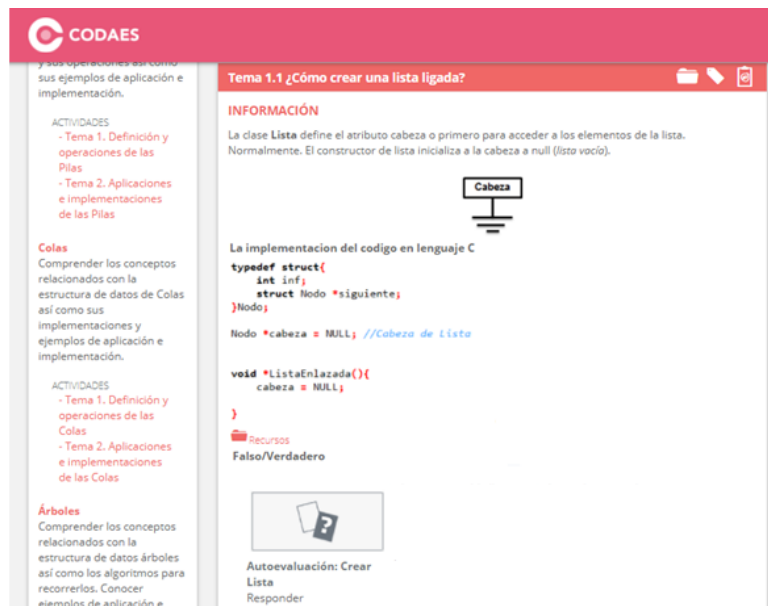 CODAES
y sus operaciones así como
sus ejemplos de aplicación e
implementación.
ACTIVIDADES
- Tema 1. Definición y
operaciones de las
Pilas
- Tema 2. Aplicaciones
e implementaciones
de las Pilas
Colas
Comprender los conceptos
relacionados con la
estructura de datos de Colas
así como sus
implementaciones y
ejemplos de aplicación e
implementación.
ACTIVIDADES
- Tema 1. Definición y
operaciones de las
Colas
- Tema 2. Aplicaciones
e implementaciones
de las Colas
Árboles
Comprender los conceptos
relacionados con la
estructura de datos árboles
así como los algoritmos para
recorrerlos. Conocer
ejemplos de aplicación e
Tema 1.1 ¿Cómo crear una lista ligada?
INFORMACIÓN
La clase Lista define el atributo cabeza o primero para acceder a los elementos de la lista.
Normalmente. El constructor de lista inicializa a la cabeza a null (lista vacía).
Cabeza
La implementacion del codigo en lenguaje C
typedef struct{
int inf;
struct Nodo *siguiente;
}Nodo;
Nodo *cabeza = NULL; //Cabeza de Lista
void *ListaEnlazada(){
cabeza = NULL;
}
Recursos
Falso/Verdadero
?
Autoevaluación: Crear
Lista
Responder